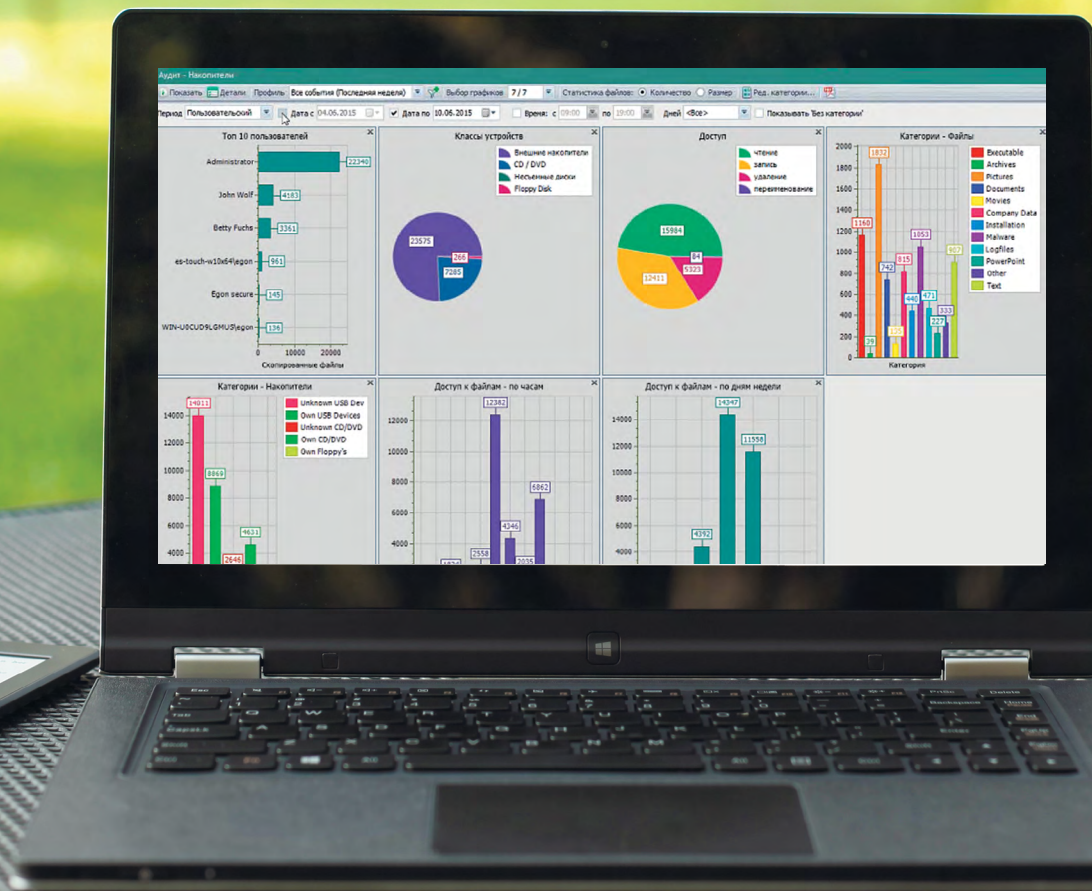 Аудит - Накопители
Показать Детали Профиль Все события (Последняя неделя) Выбор графиков 7 / 7 Статистика файлов: Количество Размер Ред. категории...
Период Пользовательский Дата с 04.06.2015 Дата по 10.06.2015 Время: с 09:00 по 19:00 Дней <Все> Показывать 'Без категории'
Топ 10 пользователей
Administrator 22340
John Wolf 4183
Betty Fuchs 3361
es-touch-w10x64\egon 961
Egon secure 145
WIN-U0CUD9LGMUS\egon 136
0 10000 20000
Скопированные файлы
Классы устройств
Внешние накопители
CD / DVD
Несъемные диски
Floppy Disk
23575
266
7285
Доступ
чтение
запись
удаление
переименование
15984
84
5323
12411
Категории - Файлы
2000
1800
1600
1400
1200
1000
800
600
400
200
0
1160
39
1832
742
815
440
1053
471
227
333
907
Категория
Executable
Archives
Pictures
Documents
Movies
Company Data
Installation
Malware
Logfiles
PowerPoint
Other
Text
Категории - Накопители
14000
12000
10000
8000
6000
4000
14011
8869
2646
4631
Unknown USB Dev
Own USB Devices
Unknown CD/DVD
Own CD/DVD
Own Floppy's
Доступ к файлам - по часам
12000
10000
8000
6000
4000
2558
12382
4346
2035
6862
Доступ к файлам - по дням недели
14000
12000
10000
8000
6000
4000
4392
14347
11558